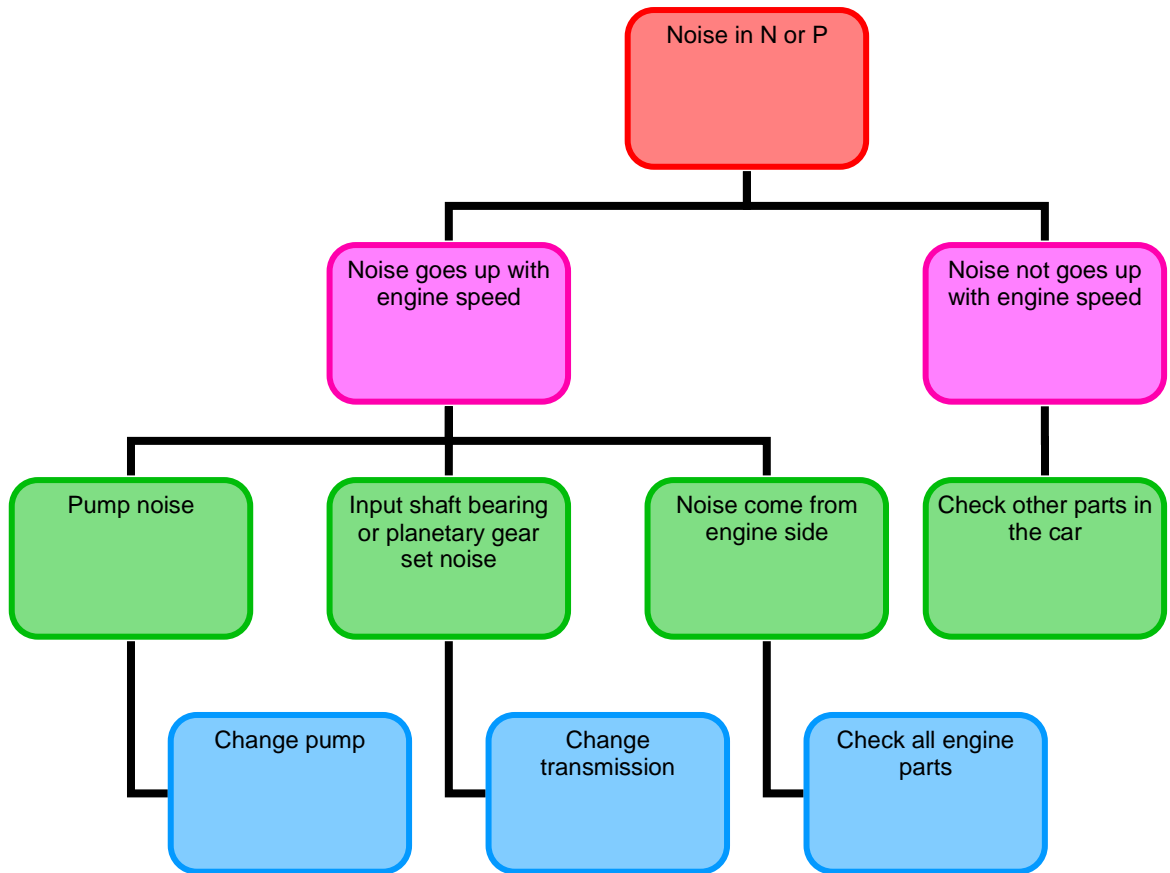 Noise in N or P
Noise goes up with
engine speed
Noise not goes up
with engine speed
Pump noise
Input shaft bearing
or planetary gear
set noise
Noise come from
engine side
Check other parts in
the car
Change pump
Change
transmission
Check all engine
parts